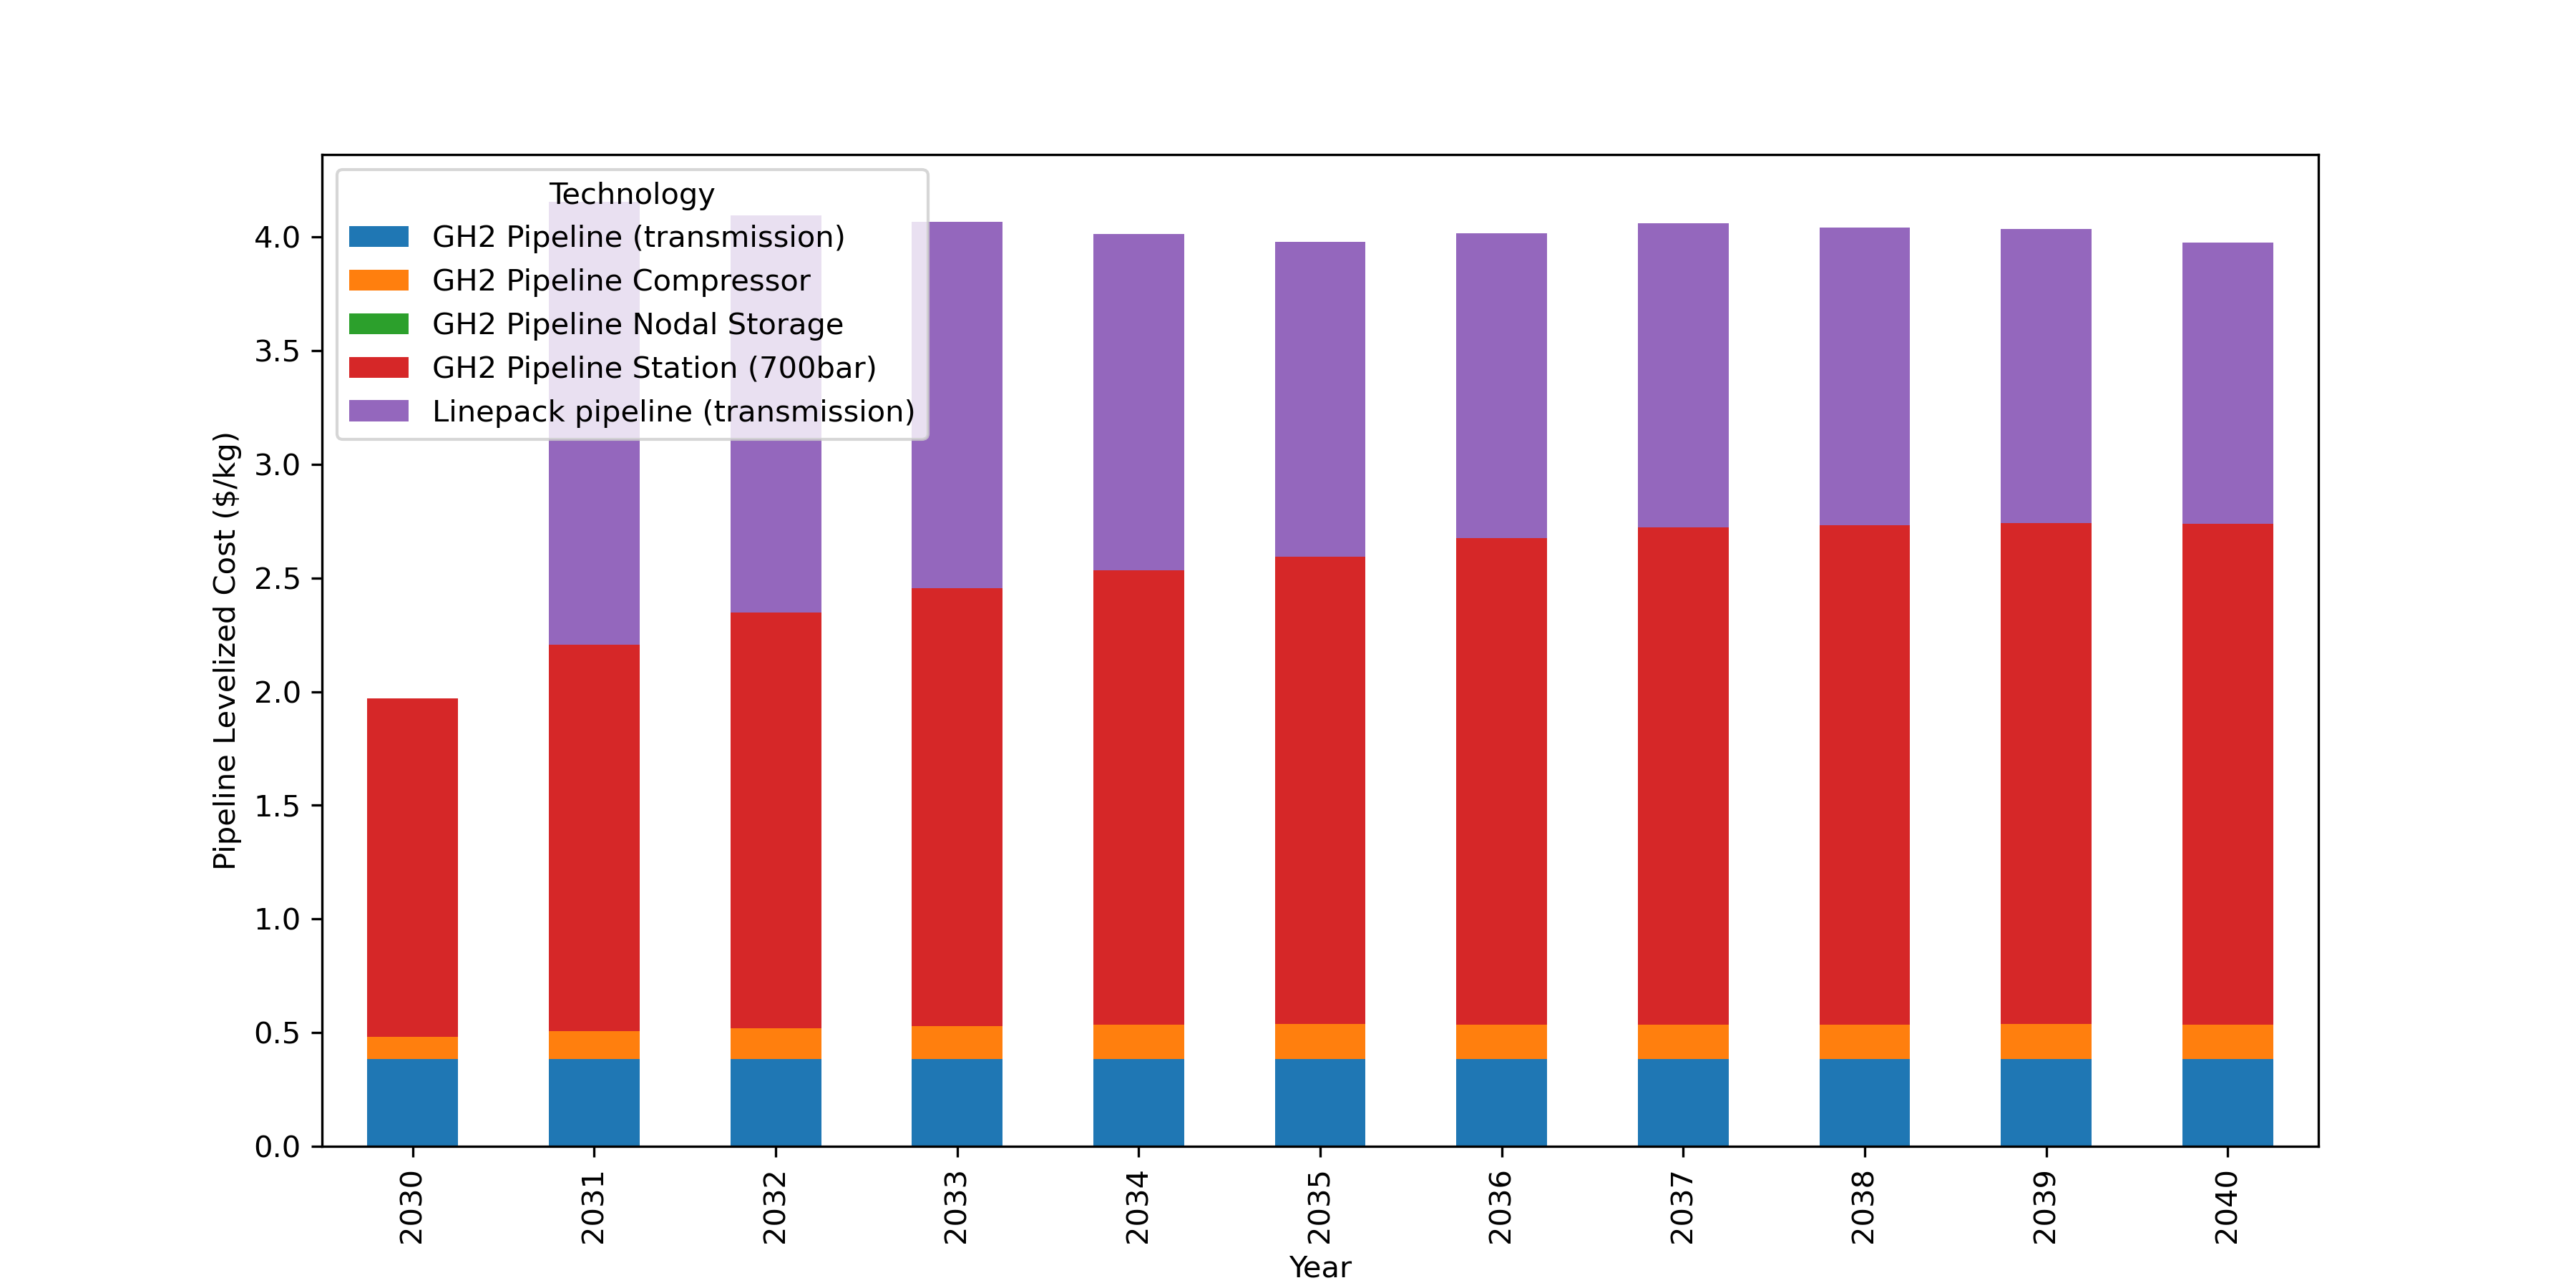 Technology
GH2 Pipeline (transmission)
GH2 Pipeline Compressor
GH2 Pipeline Nodal Storage
GH2 Pipeline Station (700bar)
Linepack pipeline (transmission)
Pipeline Levelized Cost ($/kg)
4.0
3.5
3.0
2.5
2.0
1.5
1.0
0.5
0.0
2030
2031
2032
2033
2034
2035
2036
2037
2038
2039
2040
Year